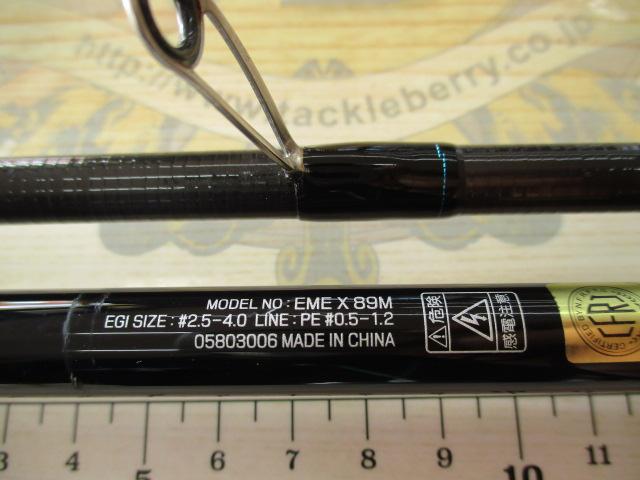 http://www.tackleberry.co.jp
MODEL NO : EME X 89M
EGI SIZE : #2.5-4.0 LINE : PE #0.5-1.2
05803006 MADE IN CHINA
危険
感電注意
3 4 5 6 7 8 9 10 11